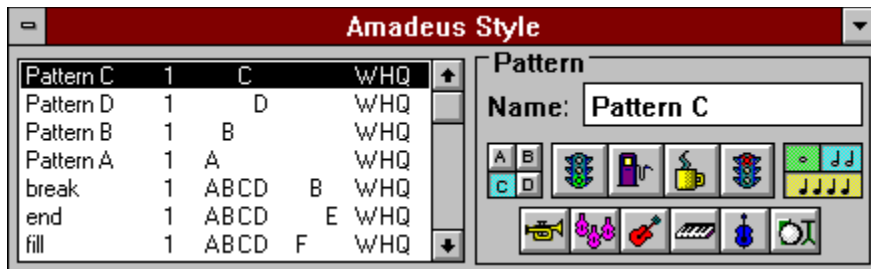 Amadeus Style
Pattern C 1 C WHQ
Pattern D 1 D WHQ
Pattern B 1 B WHQ
Pattern A 1 A WHQ
break 1 ABCD B WHQ
end 1 ABCD E WHQ
fill 1 ABCD F WHQ
Pattern
Name: Pattern C
A B
C D